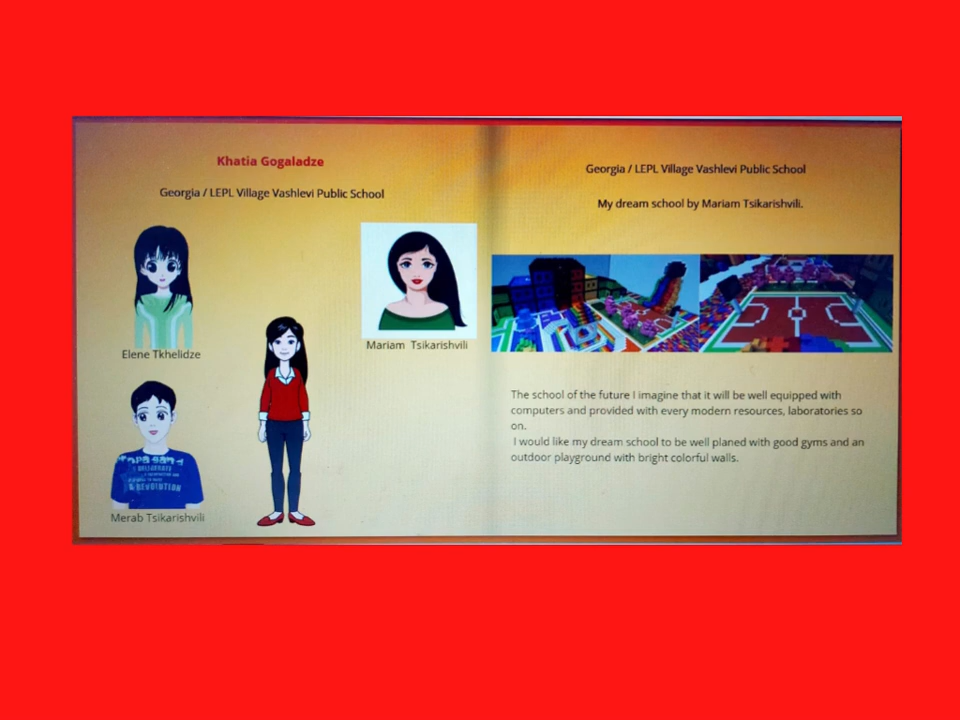 Khatia Gogaladze
Georgia / LEPL Village Vashlevi Public School
Elene Tkhelidze
Mariam Tsikarishvili
& REVOLUTION
Merab Tsikarishvili
Georgia / LEPL Village Vashlevi Public School
My dream school by Mariam Tsikarishvili.
The school of the future I imagine that it will be well equipped with
computers and provided with every modern resources, laboratories so
on.
I would like my dream school to be well planed with good gyms and an
outdoor playground with bright colorful walls.